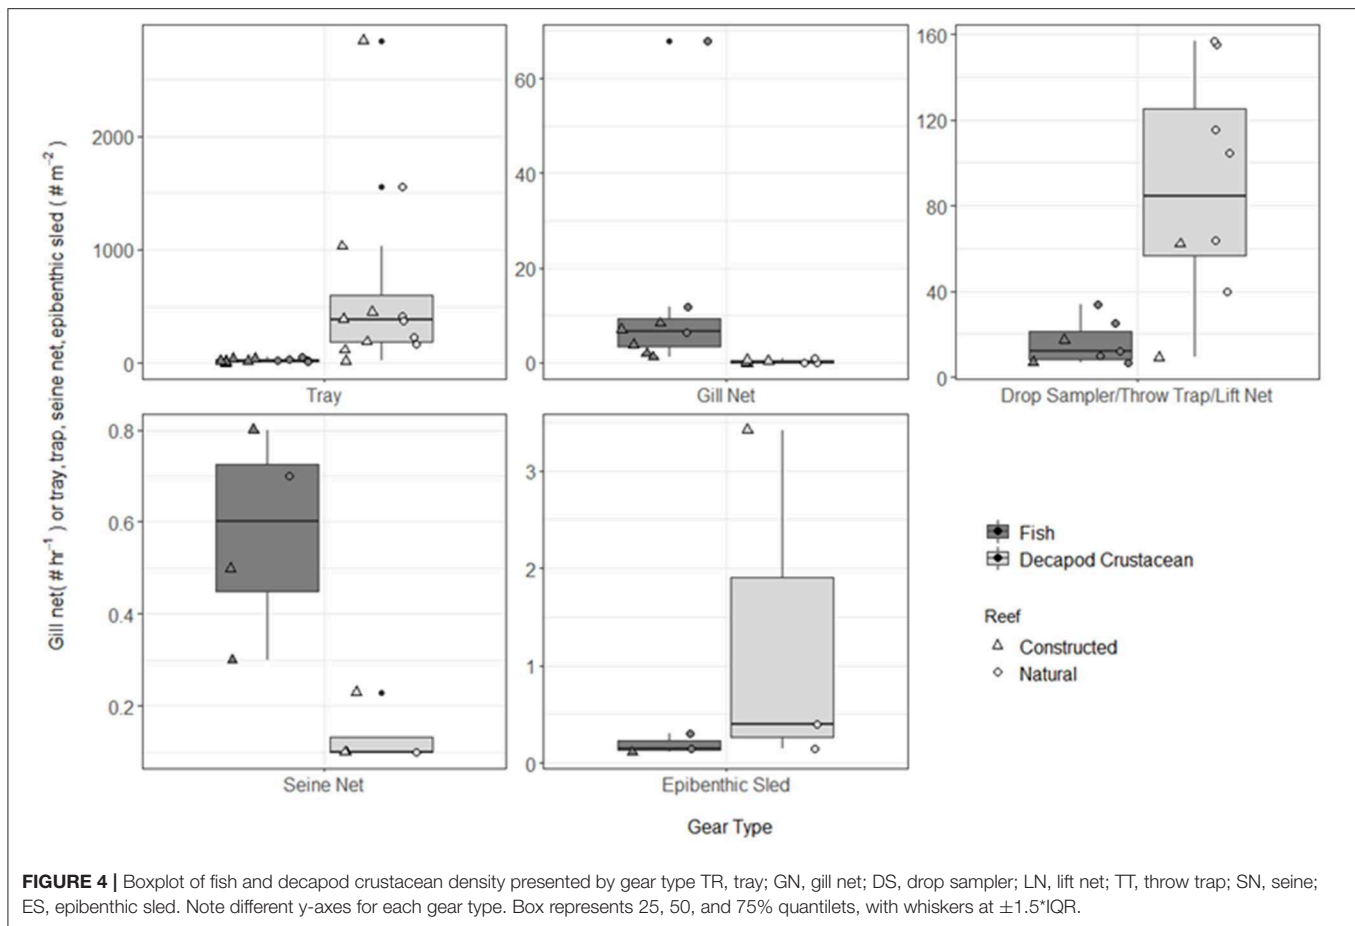 Gill net( # hr⁻¹ ) or tray, trap, seine net, epibenthic sled ( # m⁻² )
2000
1000
0
Tray
60
40
20
0
Gill Net
160
120
80
40
0
Drop Sampler/Throw Trap/Lift Net
0.8
0.6
0.4
0.2
Seine Net
3
2
1
0
Epibenthic Sled
Gear Type
Fish
Decapod Crustacean
Reef
Constructed
Natural
FIGURE 4 | Boxplot of fish and decapod crustacean density presented by gear type TR, tray; GN, gill net; DS, drop sampler; LN, lift net; TT, throw trap; SN, seine;
ES, epibenthic sled. Note different y-axes for each gear type. Box represents 25, 50, and 75% quantilets, with whiskers at ±1.5*IQR.